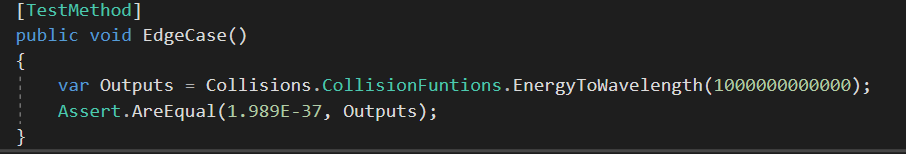 [TestMethod]
public void EdgeCase()
{
var Outputs = Collisions.CollisionFuntions.EnergyToWavelength(1000000000000);
Assert.AreEqual(1.989E-37, Outputs);
}